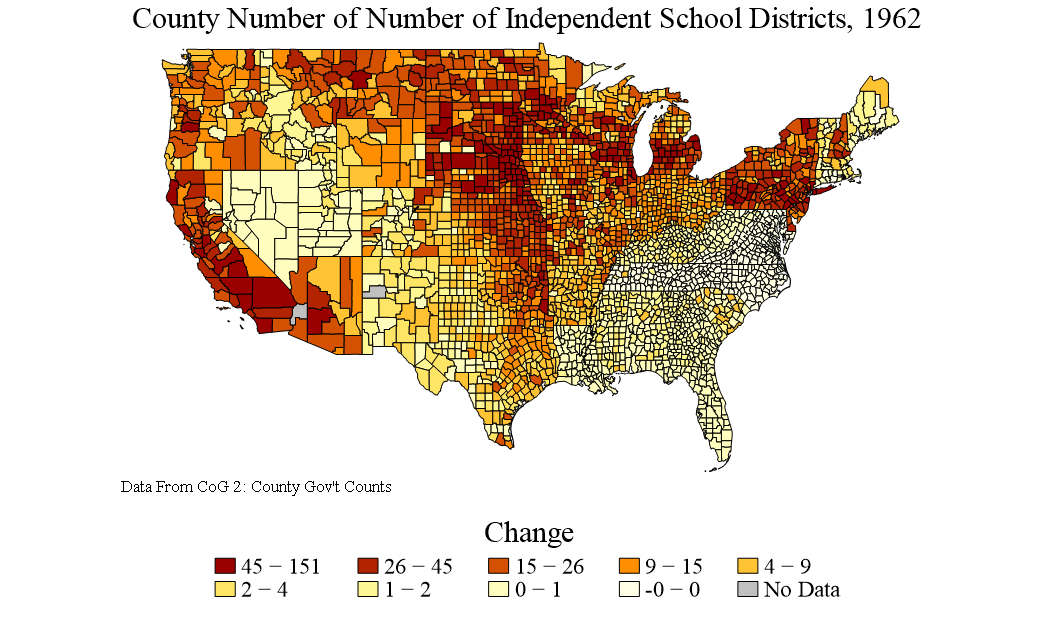 County Number of Number of Independent School Districts, 1962
Data From CoG 2: County Gov't Counts
Change
45 − 151 26 − 45 15 − 26 9 − 15 4 − 9
2 − 4 1 − 2 0 − 1 -0 − 0 No Data